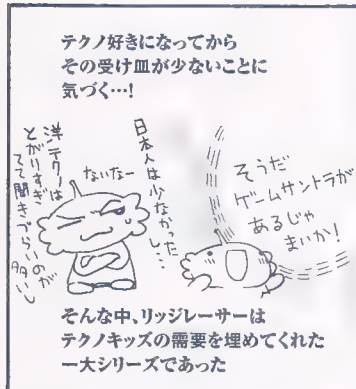 テクノ好きになってから
その受け皿が少ないことに
気づく…!
日本人は少なかったし…
ないなー
洋テクノは
とがりすぎ
てて聞きづらいのが
多いし
そうだ
ゲームサントラが
あるじゃ
まいか!
そんな中、リッジレーサーは
テクノキッズの需要を埋めてくれた
一大シリーズであった